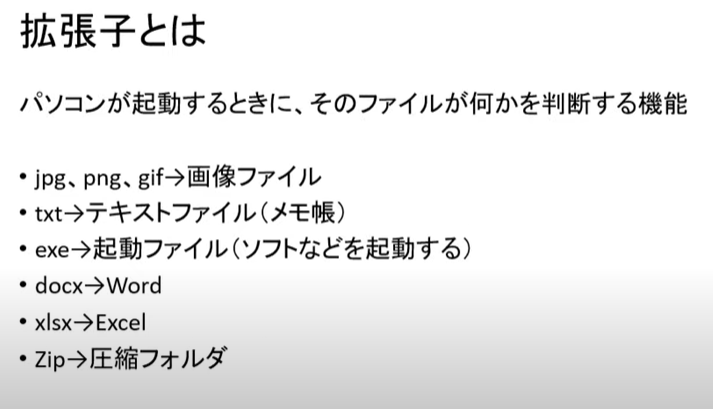 拡張子とは
パソコンが起動するときに、そのファイルが何かを判断する機能
• jpg、png、gif→画像ファイル
• txt→テキストファイル（メモ帳）
• exe→起動ファイル（ソフトなどを起動する）
• docx→Word
• xlsx→Excel
• Zip→圧縮フォルダ